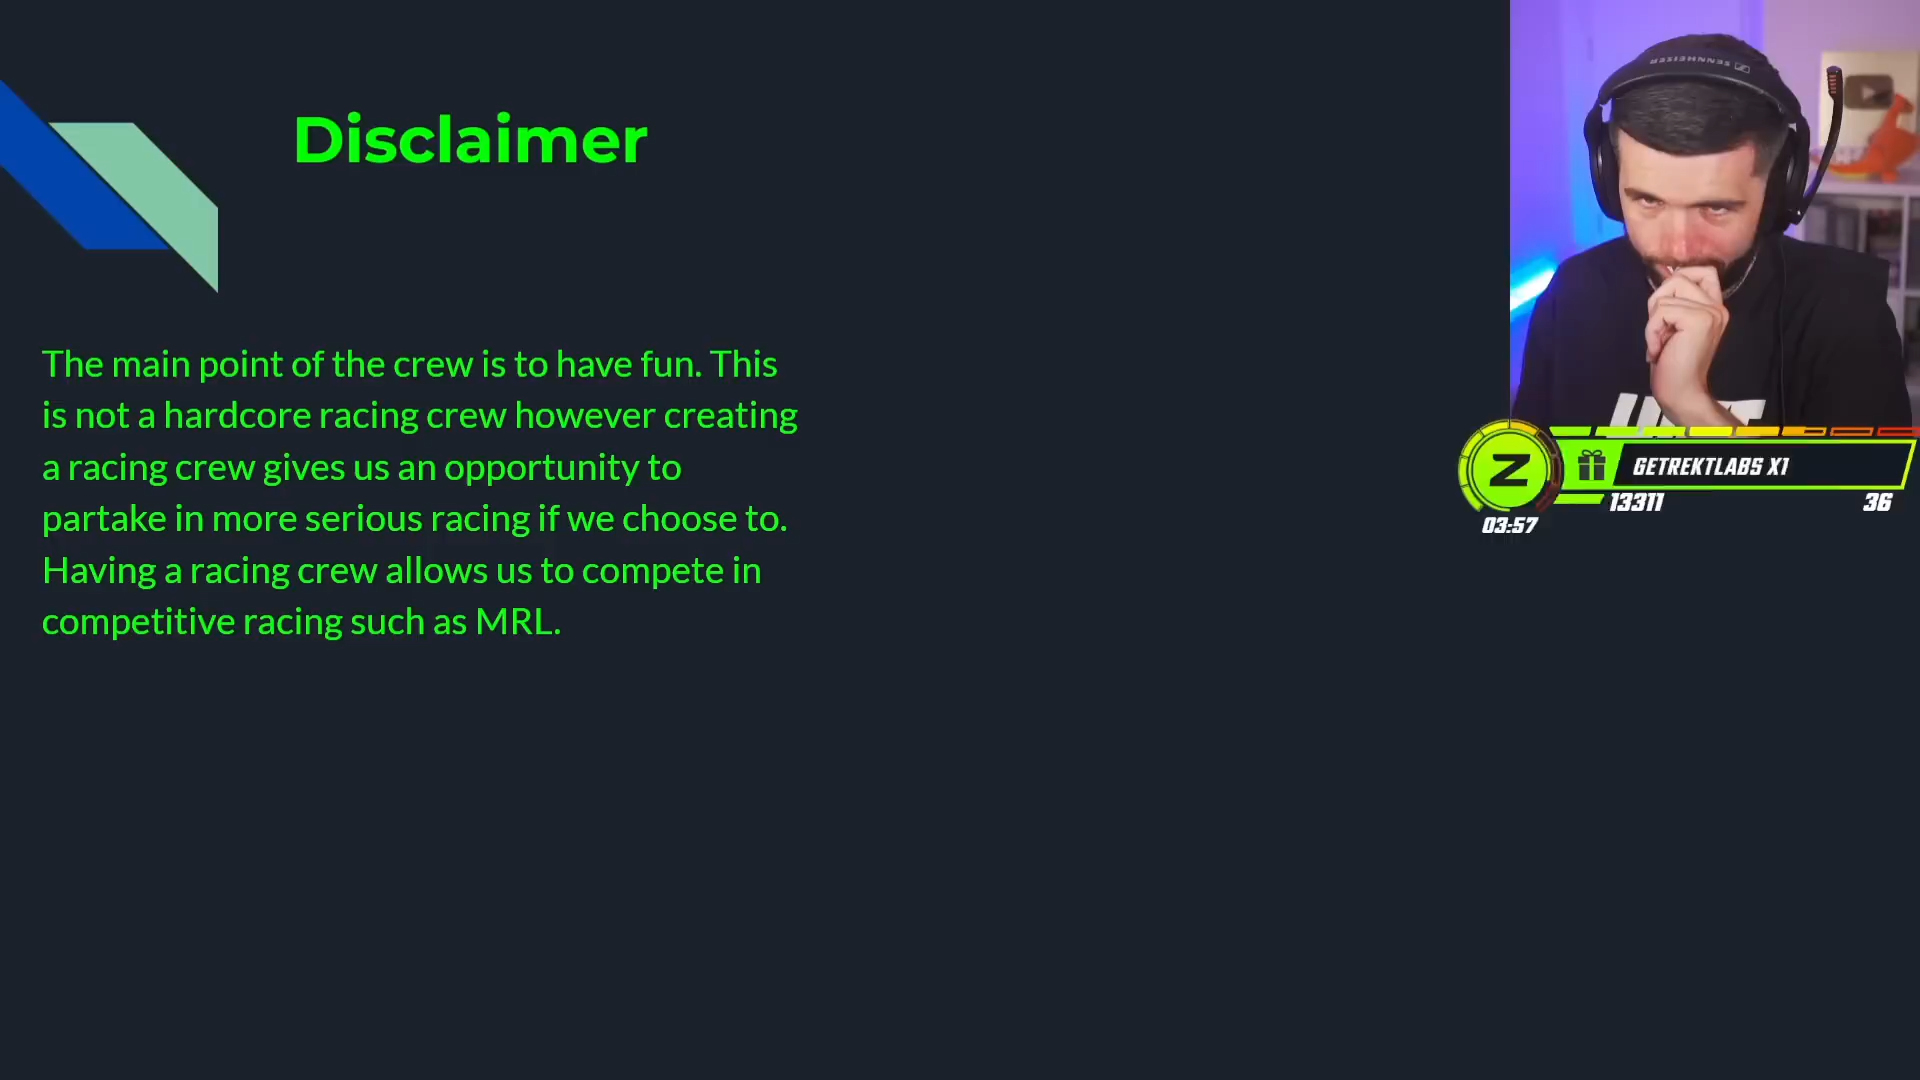 Disclaimer
The main point of the crew is to have fun. This
is not a hardcore racing crew however creating
a racing crew gives us an opportunity to
partake in more serious racing if we choose to.
Having a racing crew allows us to compete in
competitive racing such as MRL.
SENNHEISER
Z
GETREKTLABS X1
13311
36
03:57